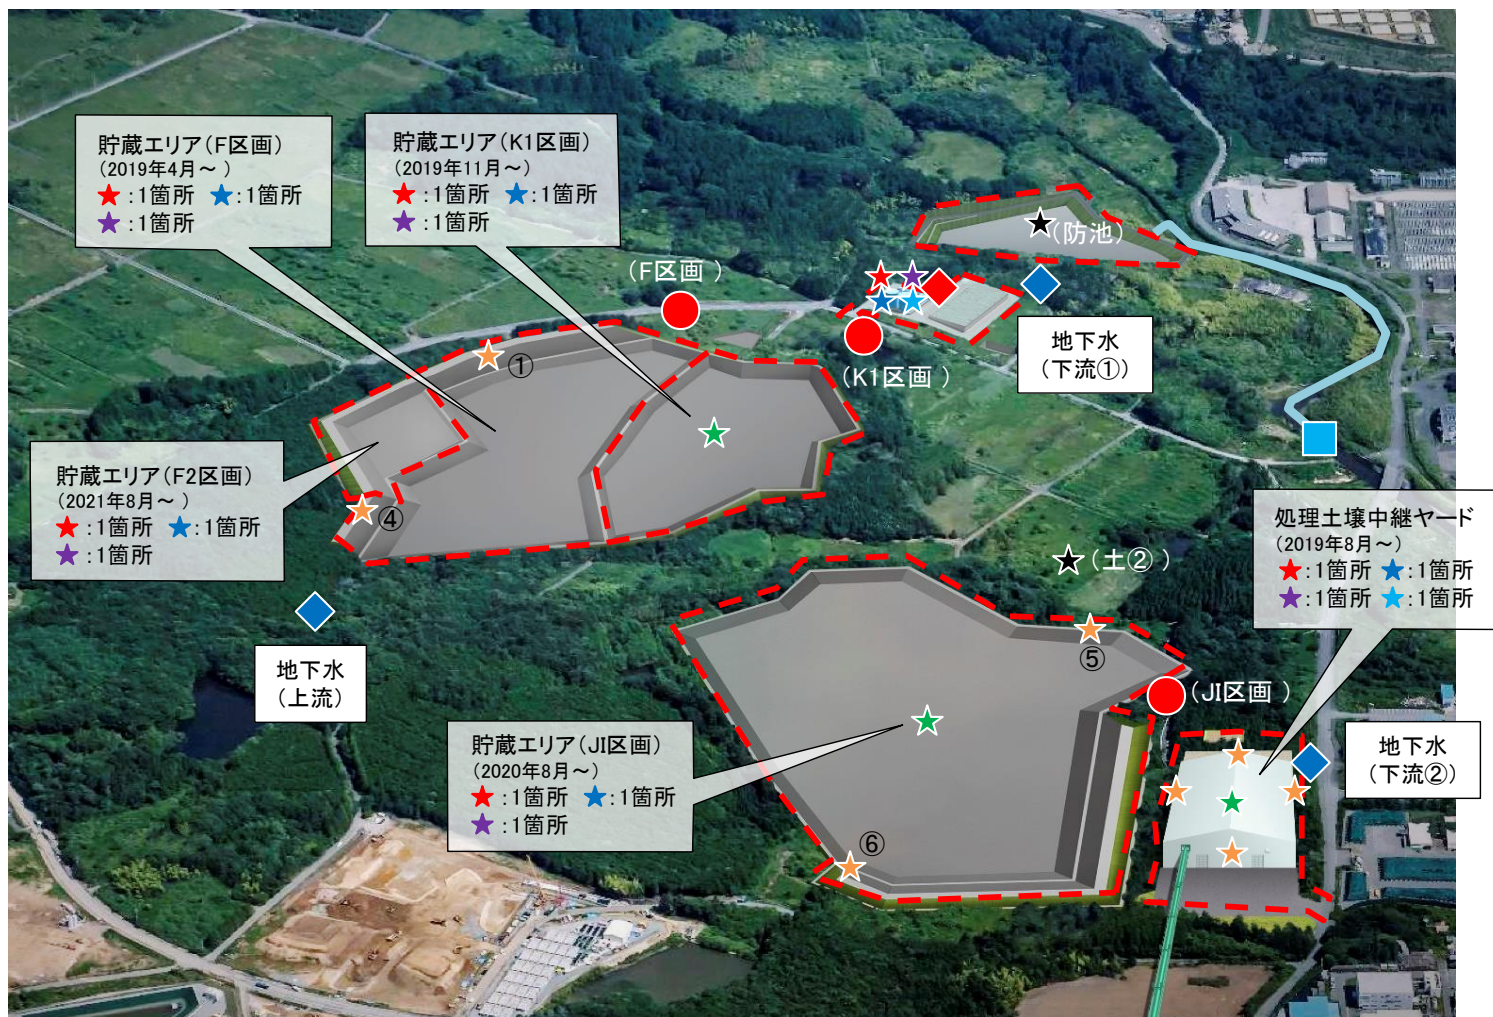 貯蔵エリア(F区画)
(2019年4月～ )
★:1箇所 ★:1箇所
★:1箇所
貯蔵エリア(K1区画)
(2019年11月～)
★:1箇所 ★:1箇所
★:1箇所
(防池)
(F区画 )
地下水
(下流①)
(K1区画 )
①
貯蔵エリア(F2区画)
(2021年8月～ )
★:1箇所 ★:1箇所
★:1箇所
④
処理土壌中継ヤード
(2019年8月～)
★:1箇所 ★:1箇所
★:1箇所 ★:1箇所
(土② )
⑤
地下水
(上流)
(JI区画 )
貯蔵エリア(JI区画)
(2020年8月～)
★:1箇所 ★:1箇所
★:1箇所
地下水
(下流②)
⑥